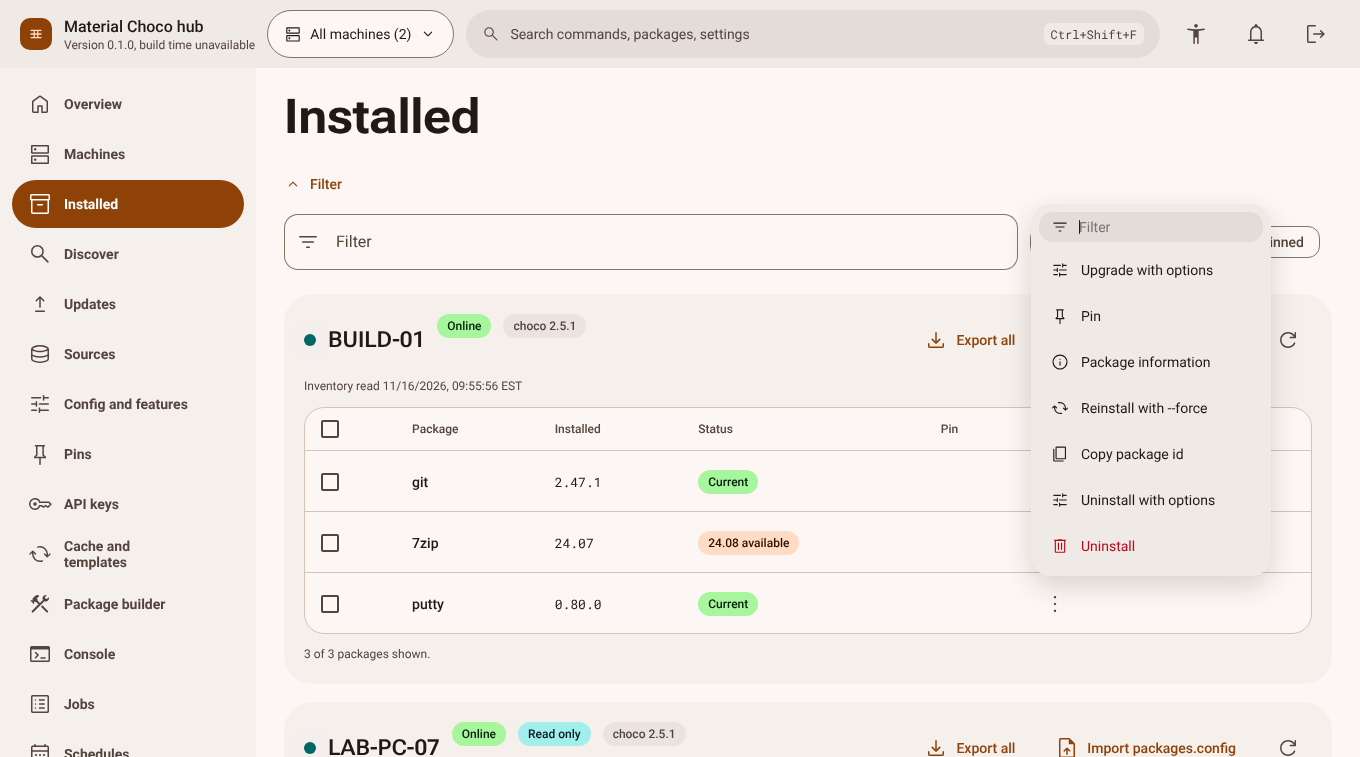 Material Choco hub
Version 0.1.0, build time unavailable
All machines (2)
Search commands, packages, settings
Ctrl+Shift+F
Overview
Machines
Installed
Discover
Updates
Sources
Config and features
Pins
API keys
Cache and
templates
Package builder
Console
Jobs
Schedules
Installed
Filter
Filter
inned
Filter
Upgrade with options
Pin
Package information
Reinstall with --force
Copy package id
Uninstall with options
Uninstall
BUILD-01
Online
choco 2.5.1
Export all
Inventory read 11/16/2026, 09:55:56 EST
Package Installed Status Pin
git 2.47.1 Current
7zip 24.07 24.08 available
putty 0.80.0 Current
3 of 3 packages shown.
LAB-PC-07
Online
Read only
choco 2.5.1
Export all
Import packages.config